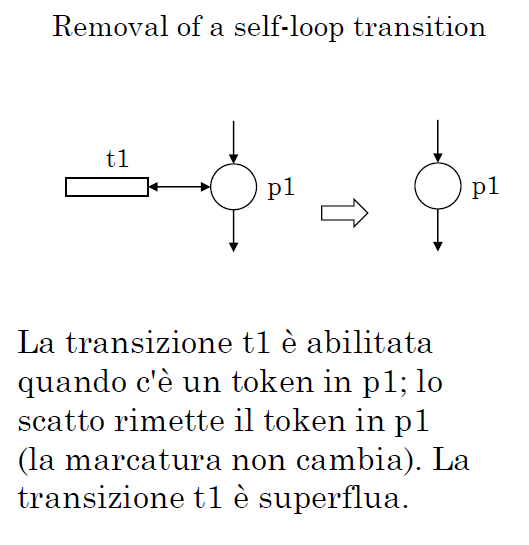 Removal of a self-loop transition
t1
p1
p1
La transizione t1 è abilitata
quando c'è un token in p1; lo
scatto rimette il token in p1
(la marcatura non cambia). La
transizione t1 è superflua.